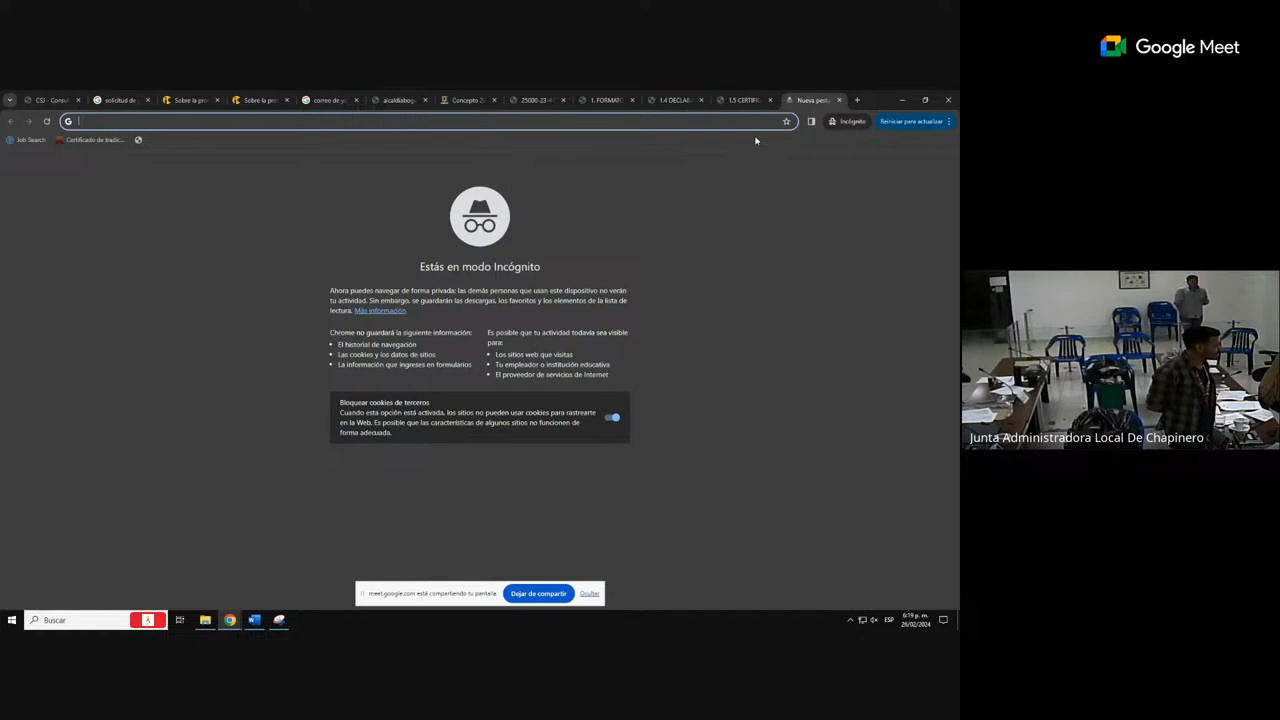 Google Meet
CSJ - Consul
solicitud de
Sobre la pro
Sobre la pre
correo de
alcaldiabog
Concepto 2
25000-23-4
1. FORMATO
1.4 DECLAR
1.5 CERTIFIC
Nueva pest
G
Incógnito
Reiniciar para actualizar
Job Search
Certificado de tradic...
Estás en modo Incógnito
Ahora puedes navegar de forma privada; las demás personas que usan este dispositivo no verán
tu actividad. Sin embargo, se guardarán las descargas, los favoritos y los elementos de la lista de
lectura. Más información
Chrome no guardará la siguiente información:
El historial de navegación
Las cookies y los datos de sitios
La información que ingreses en formularios
Es posible que tu actividad todavía sea visible
para:
Los sitios web que visitas
Tu empleador o institución educativa
El proveedor de servicios de Internet
Bloquear cookies de terceros
Cuando esta opción está activada, los sitios no pueden usar cookies para rastrearte
en la Web. Es posible que las características de algunos sitios no funcionen de
forma adecuada.
Junta Administradora Local De Chapinero
meet.google.com está compartiendo tu pantalla.
Dejar de compartir
Ocultar
Buscar
ESP
6:19 p. m.
26/02/2024